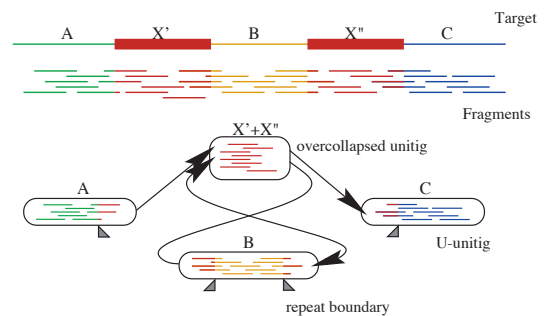 Target
A X' B X" C
Fragments
X'+X"
overcollapsed unitig
A
C
U-unitig
B
repeat boundary